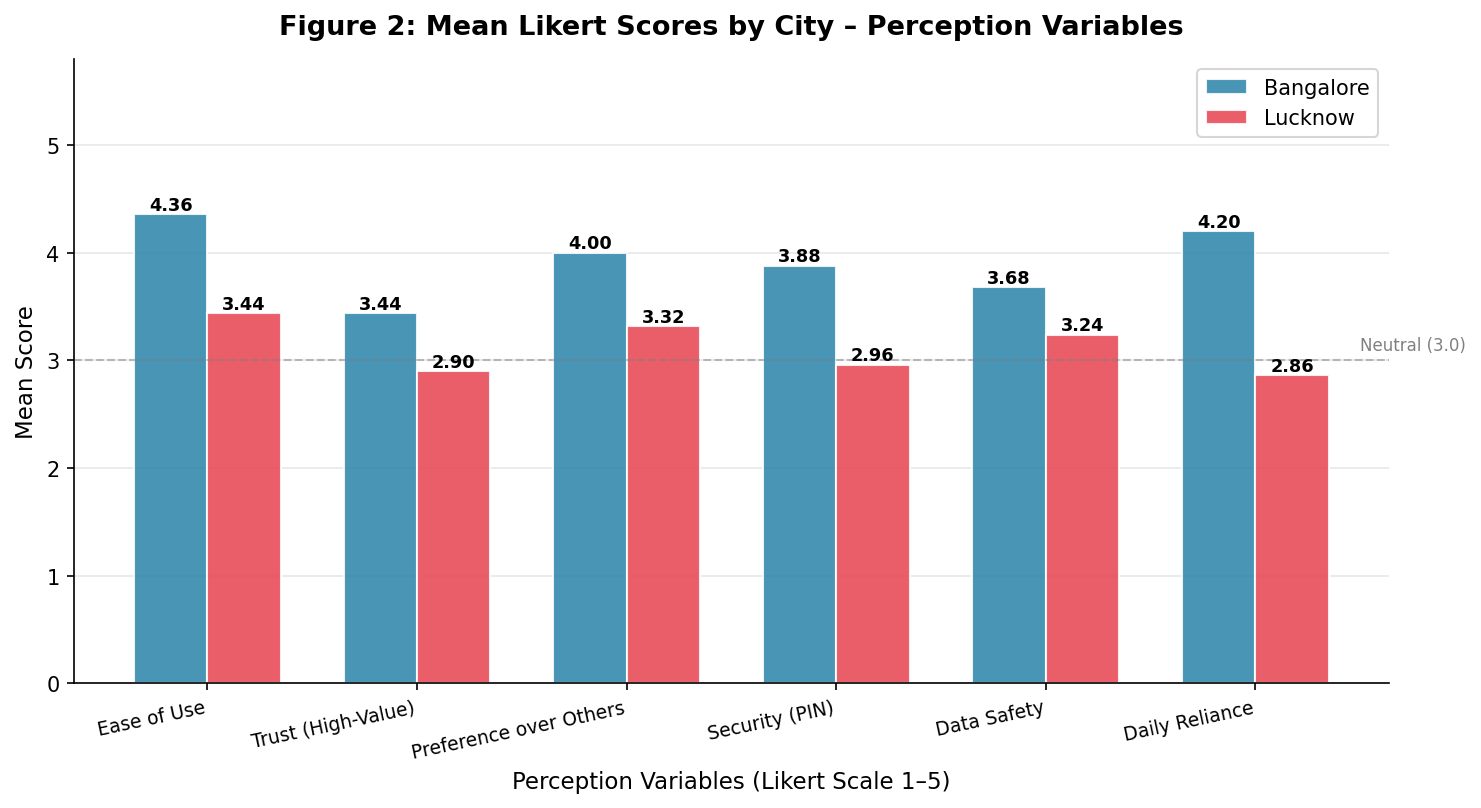 Figure 2: Mean Likert Scores by City – Perception Variables
Bangalore
Lucknow
Mean Score
5
4
3
2
1
0
4.36
3.44
3.44
2.90
4.00
3.32
3.88
2.96
3.68
3.24
4.20
2.86
Neutral (3.0)
Ease of Use
Trust (High-Value)
Preference over Others
Security (PIN)
Data Safety
Daily Reliance
Perception Variables (Likert Scale 1–5)